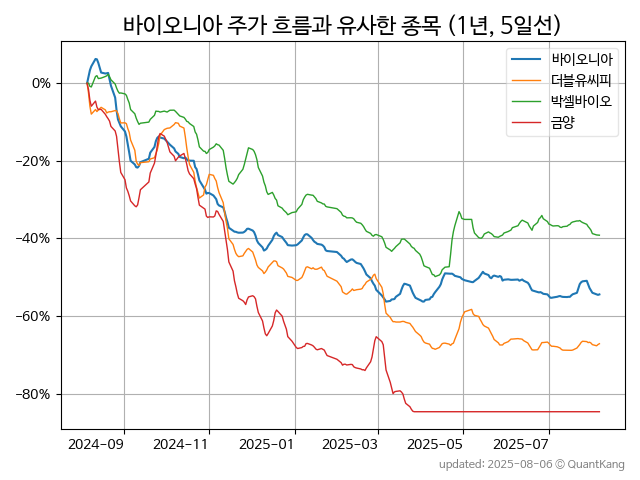 바이오니아 주가 흐름과 유사한 종목 (1년, 5일선)
바이오니아
더블유씨피
박셀바이오
금양
0%
−20%
−40%
−60%
−80%
2024-09 2024-11 2025-01 2025-03 2025-05 2025-07
updated: 2025-08-06 © QuantKang